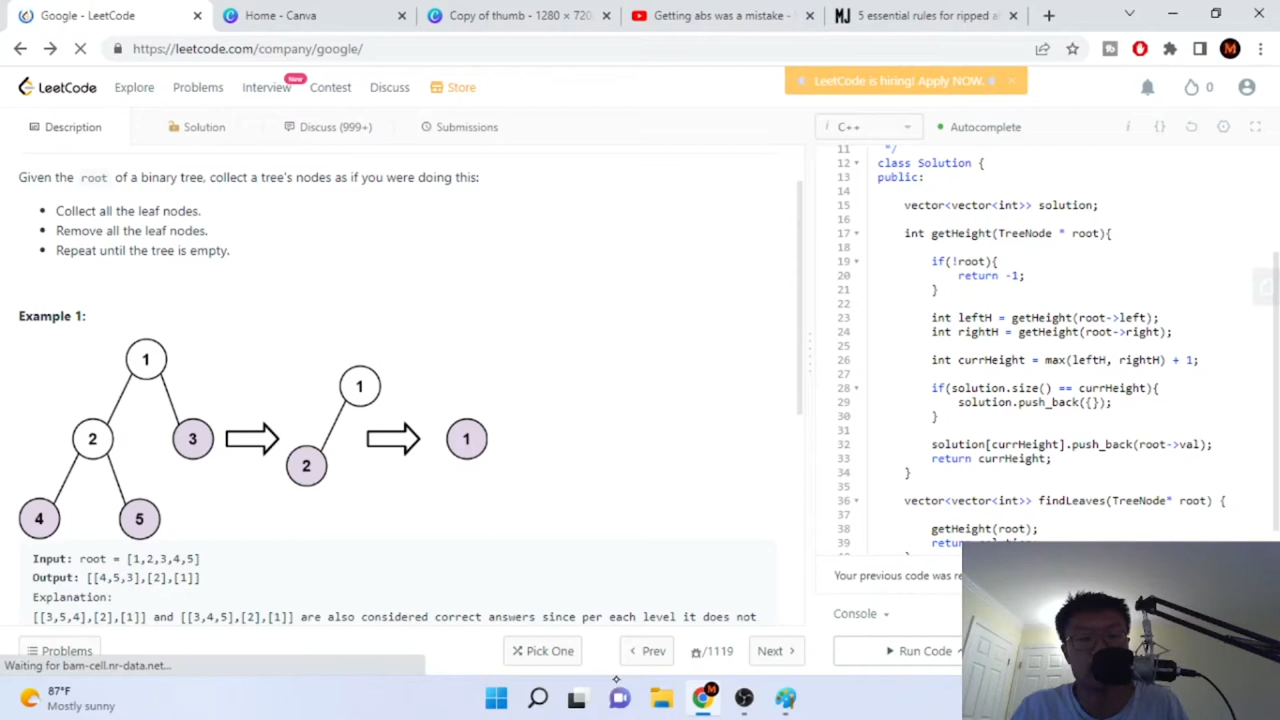 Google - LeetCode
Home - Canva
Copy of thumb - 1280 × 720
Getting abs was a mistake -
MJ 5 essential rules for ripped a
https://leetcode.com/company/google/
M
LeetCode
Explore
Problems
Interview
New
Contest
Discuss
Store
LeetCode is hiring! Apply NOW.
0
Description
Solution
Discuss (999+)
Submissions
i C++
Autocomplete
Given the root of a binary tree, collect a tree's nodes as if you were doing this:
Collect all the leaf nodes.
Remove all the leaf nodes.
Repeat until the tree is empty.
Example 1:
1
2
3
4
5
1
2
1
Input: root = [1,2,3,4,5]
Output: [[4,5,3],[2],[1]]
Explanation:
[[3,5,4],[2],[1]] and [[3,4,5],[2],[1]] are also considered correct answers since per each level it does not
11 */
12 class Solution {
13 public:
14
15 vector<vector<int>> solution;
16
17 int getHeight(TreeNode * root){
18
19 if(!root){
20 return -1;
21 }
22
23 int leftH = getHeight(root->left);
24 int rightH = getHeight(root->right);
25
26 int currHeight = max(leftH, rightH) + 1;
27
28 if(solution.size() == currHeight){
29 solution.push_back({});
30 }
31
32 solution[currHeight].push_back(root->val);
33 return currHeight;
34 }
35
36 vector<vector<int>> findLeaves(TreeNode* root) {
37
38 getHeight(root);
39 return
Your previous code was re
Console
Run Code
Problems
Pick One
Prev
/1119
Next
Waiting for bam-cell.nr-data.net...
87°F
Mostly sunny
M